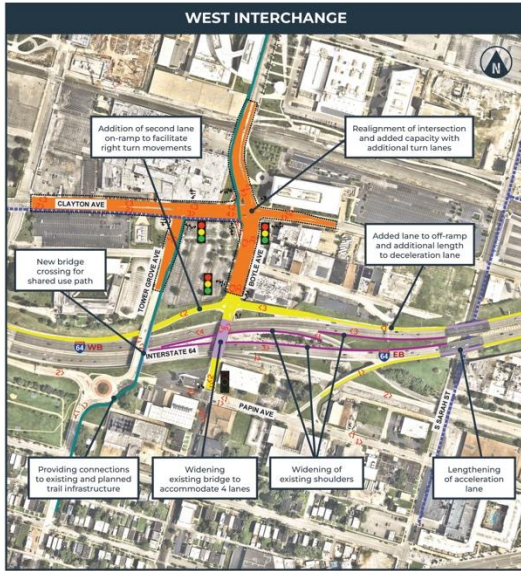 WEST INTERCHANGE
N
Addition of second lane
on-ramp to facilitate
right turn movements
Realignment of intersection
and added capacity with
additional turn lanes
CLAYTON AVE
New bridge
crossing for
shared use path
TOWER GROVE AVE
BOYLE AVE
Added lane to off-ramp
and additional length
to deceleration lane
64 WB
INTERSTATE 64
64 EB
PAPIN AVE
S SARAH ST
Providing connections
to existing and planned
trail infrastructure
Widening
existing bridge to
accommodate 4 lanes
Widening of
existing shoulders
Lengthening
of acceleration
lane